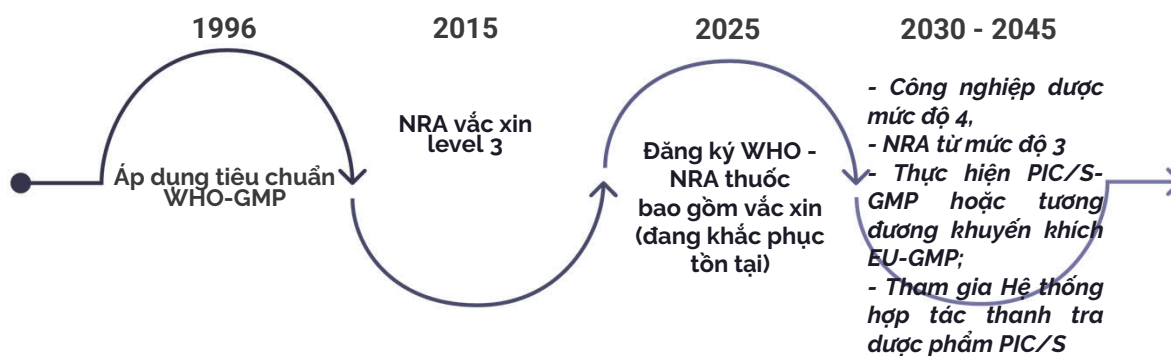 1996
Áp dụng tiêu chuẩn
WHO-GMP
2015
NRA vắc xin
level 3
2025
Đăng ký WHO -
NRA thuốc
bao gồm vắc xin
(đang khắc phục
tồn tại)
2030 - 2045
- Công nghiệp dược
mức độ 4,
- NRA từ mức độ 3
- Thực hiện PIC/S-
GMP hoặc tương
đương khuyến khích
EU-GMP;
- Tham gia Hệ thống
hợp tác thanh tra
dược phẩm PIC/S